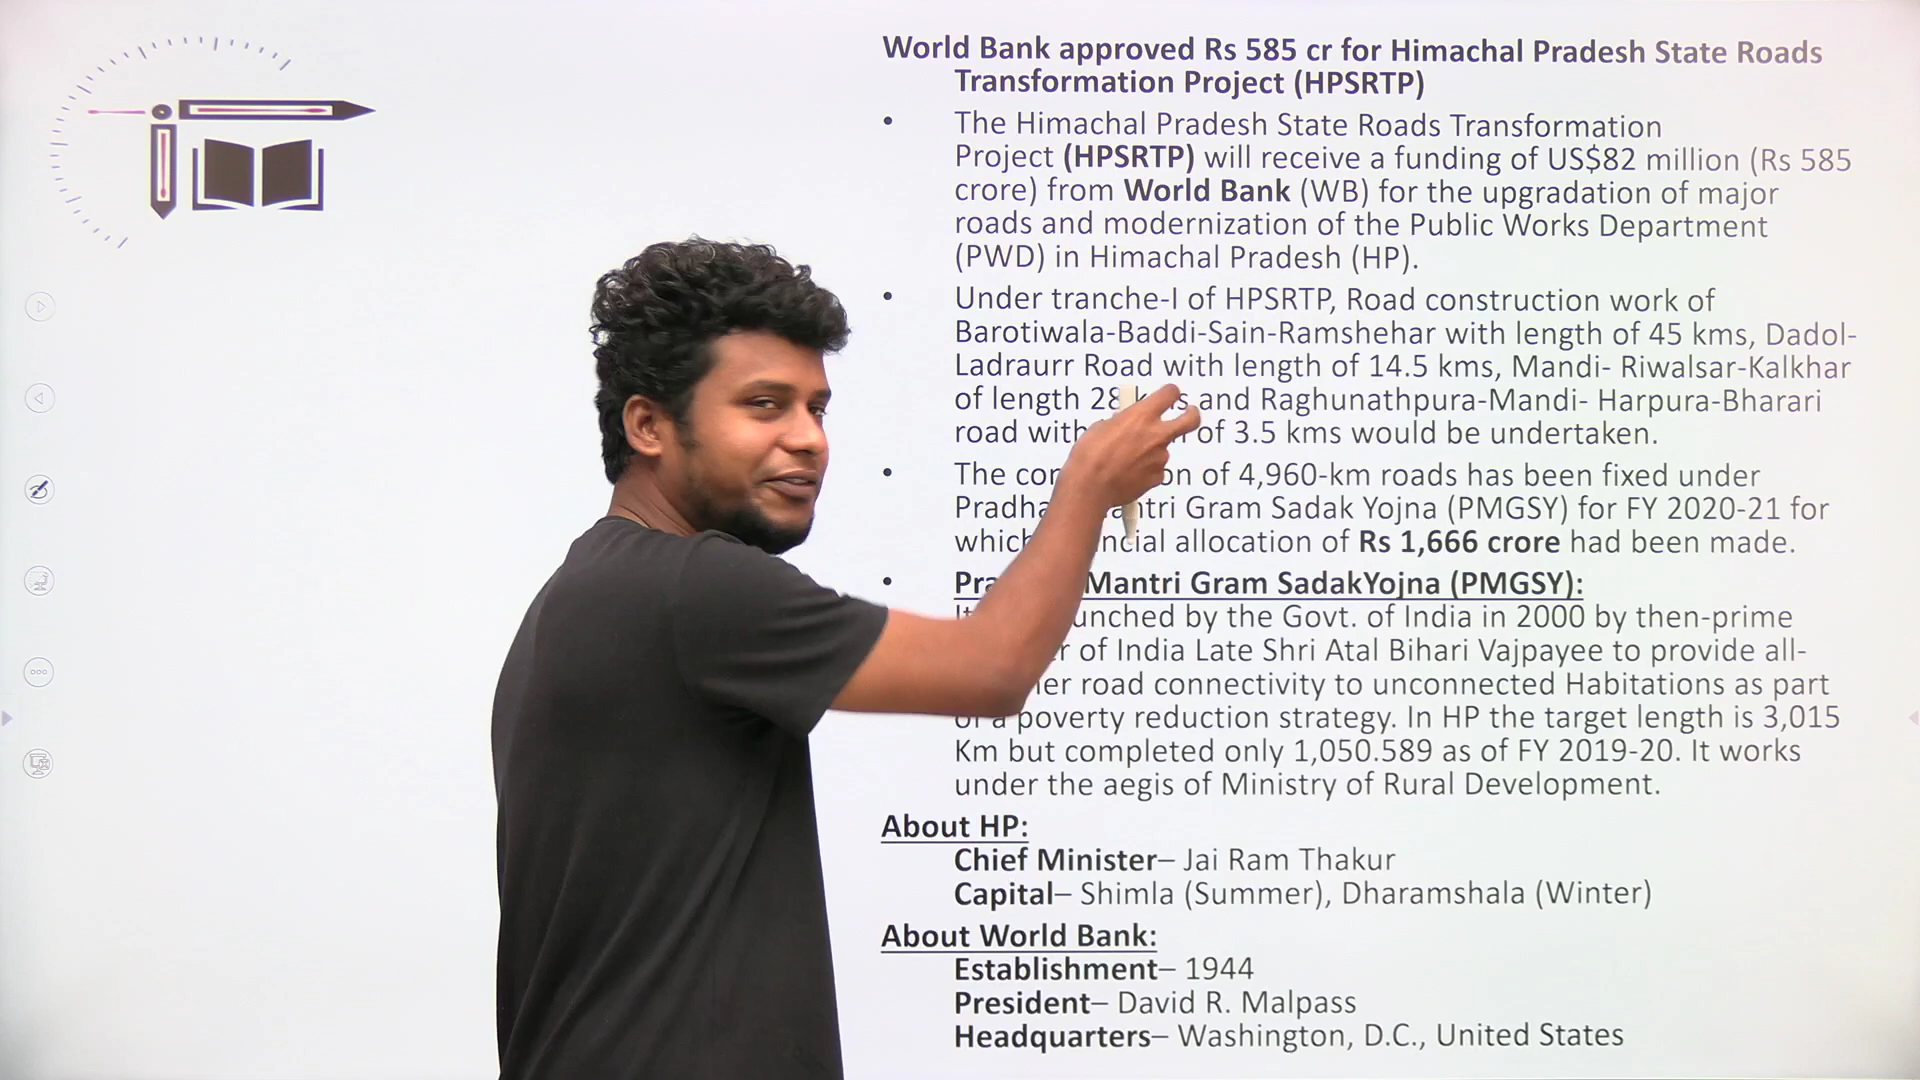 World Bank approved Rs 585 cr for Himachal Pradesh State Roads
Transformation Project (HPSRTP)
• The Himachal Pradesh State Roads Transformation
Project (HPSRTP) will receive a funding of US$82 million (Rs 585
crore) from World Bank (WB) for the upgradation of major
roads and modernization of the Public Works Department
(PWD) in Himachal Pradesh (HP).
• Under tranche-I of HPSRTP, Road construction work of
Barotiwala-Baddi-Sain-Ramshehar with length of 45 kms, Dadol-
Ladraurr Road with length of 14.5 kms, Mandi- Riwalsar-Kalkhar
of length 28 and Raghunathpura-Mandi- Harpura-Bharari
road with of 3.5 kms would be undertaken.
• The of 4,960-km roads has been fixed under
Gram Sadak Yojna (PMGSY) for FY 2020-21 for
which allocation of Rs 1,666 crore had been made.
• Mantri Gram SadakYojna (PMGSY):
by the Govt. of India in 2000 by then-prime
of India Late Shri Atal Bihari Vajpayee to provide all-
road connectivity to unconnected Habitations as part
of a poverty reduction strategy. In HP the target length is 3,015
Km but completed only 1,050.589 as of FY 2019-20. It works
under the aegis of Ministry of Rural Development.
About HP:
Chief Minister– Jai Ram Thakur
Capital– Shimla (Summer), Dharamshala (Winter)
About World Bank:
Establishment– 1944
President– David R. Malpass
Headquarters– Washington, D.C., United States